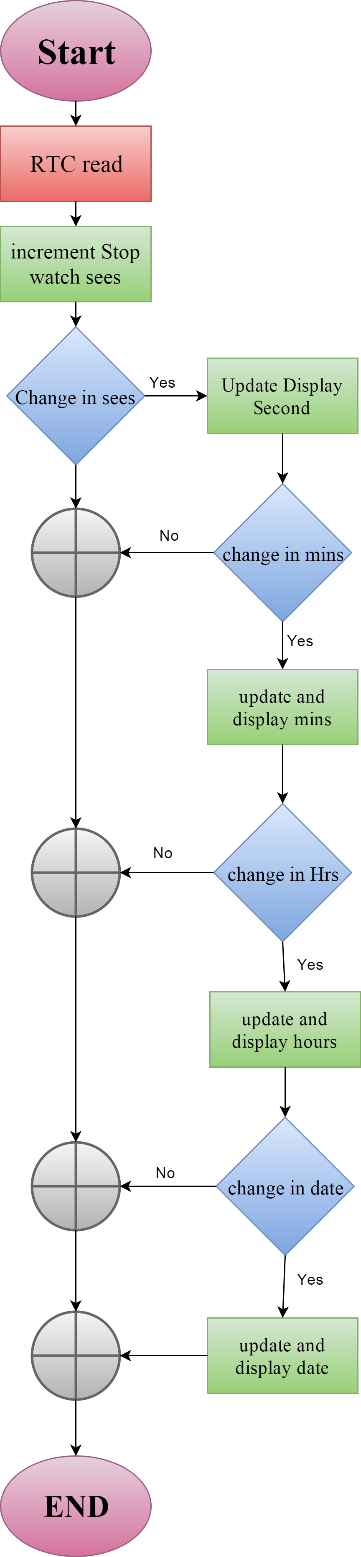 Start
RTC read
increment Stop
watch sees
Change in sees
Yes
Update Display
Second
change in mins
No
Yes
update and
display mins
change in Hrs
No
Yes
update and
display hours
change in date
No
Yes
update and
display date
END